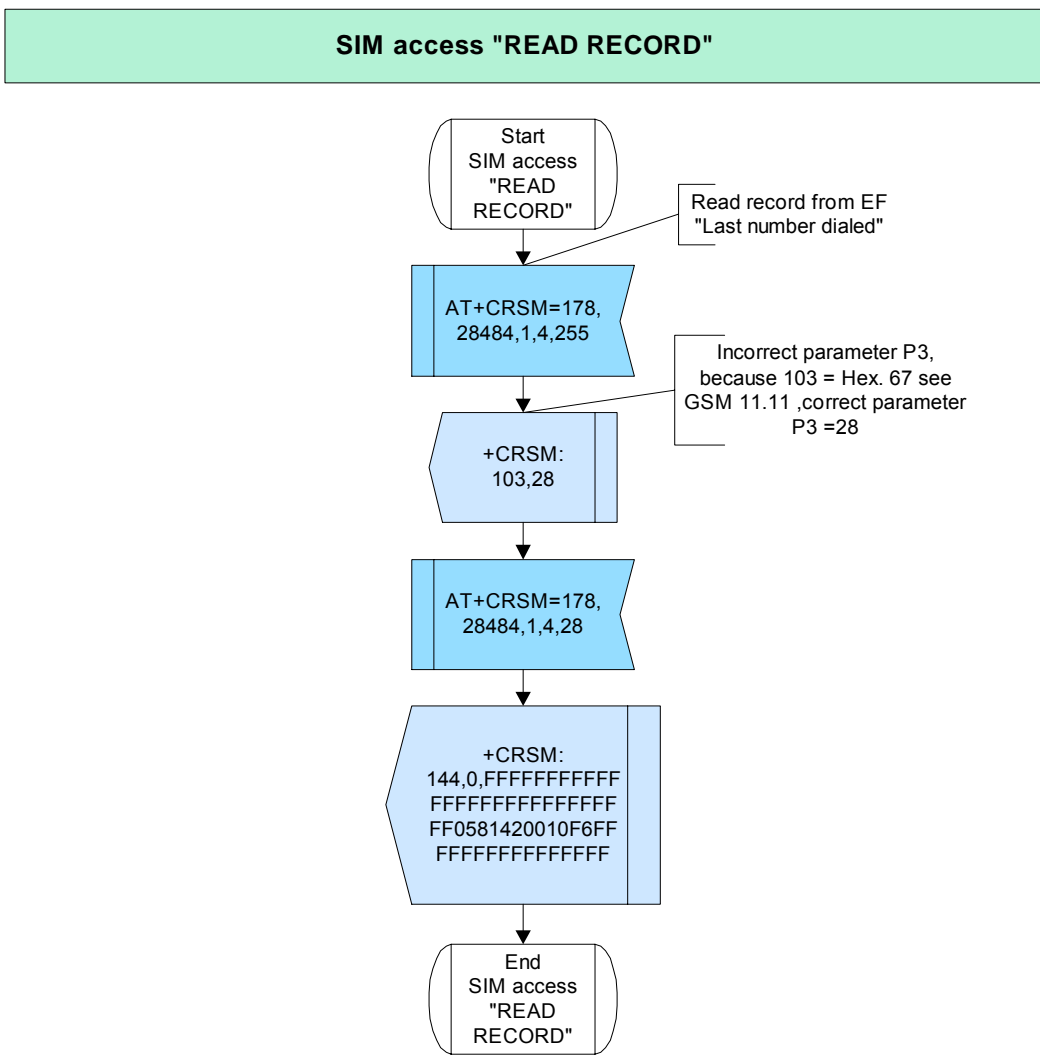 SIM access "READ RECORD"
Start
SIM access
"READ
RECORD"
Read record from EF
"Last number dialed"
AT+CRSM=178,
28484,1,4,255
Incorrect parameter P3,
because 103 = Hex. 67 see
GSM 11.11 ,correct parameter
P3 =28
+CRSM:
103,28
AT+CRSM=178,
28484,1,4,28
+CRSM:
144,0,FFFFFFFFFFF
FFFFFFFFFFFFFFF
FF0581420010F6FF
FFFFFFFFFFFFFF
End
SIM access
"READ
RECORD"